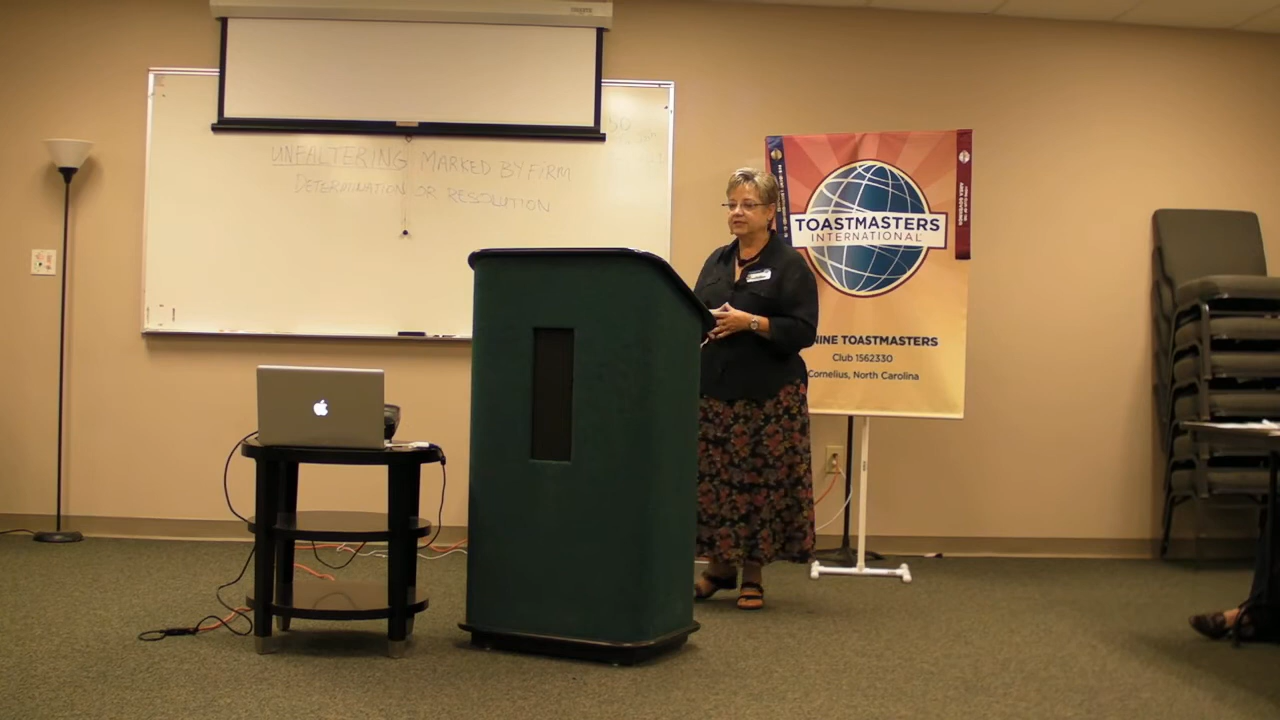 UNFALTERING MARKED BY FIRM
DETERMINATION OR RESOLUTION
TOASTMASTERS
INTERNATIONAL
NINE TOASTMASTERS
Club 1562330
Cornelius, North Carolina